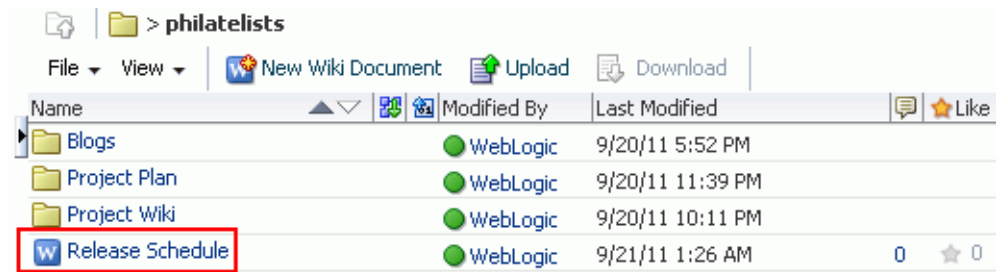 > philatelists
File View New Wiki Document Upload Download
Name Modified By Last Modified Like
Blogs WebLogic 9/20/11 5:52 PM
Project Plan WebLogic 9/20/11 11:39 PM
Project Wiki WebLogic 9/20/11 10:11 PM
W Release Schedule WebLogic 9/21/11 1:26 AM 0 0